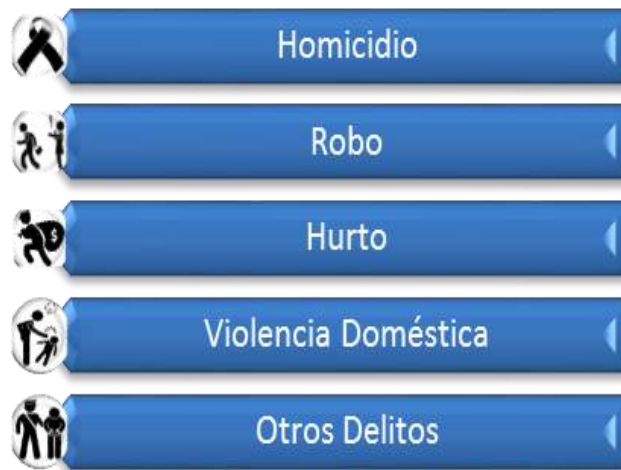 Homicidio
Robo
Hurto
$
Violencia Doméstica
Otros Delitos